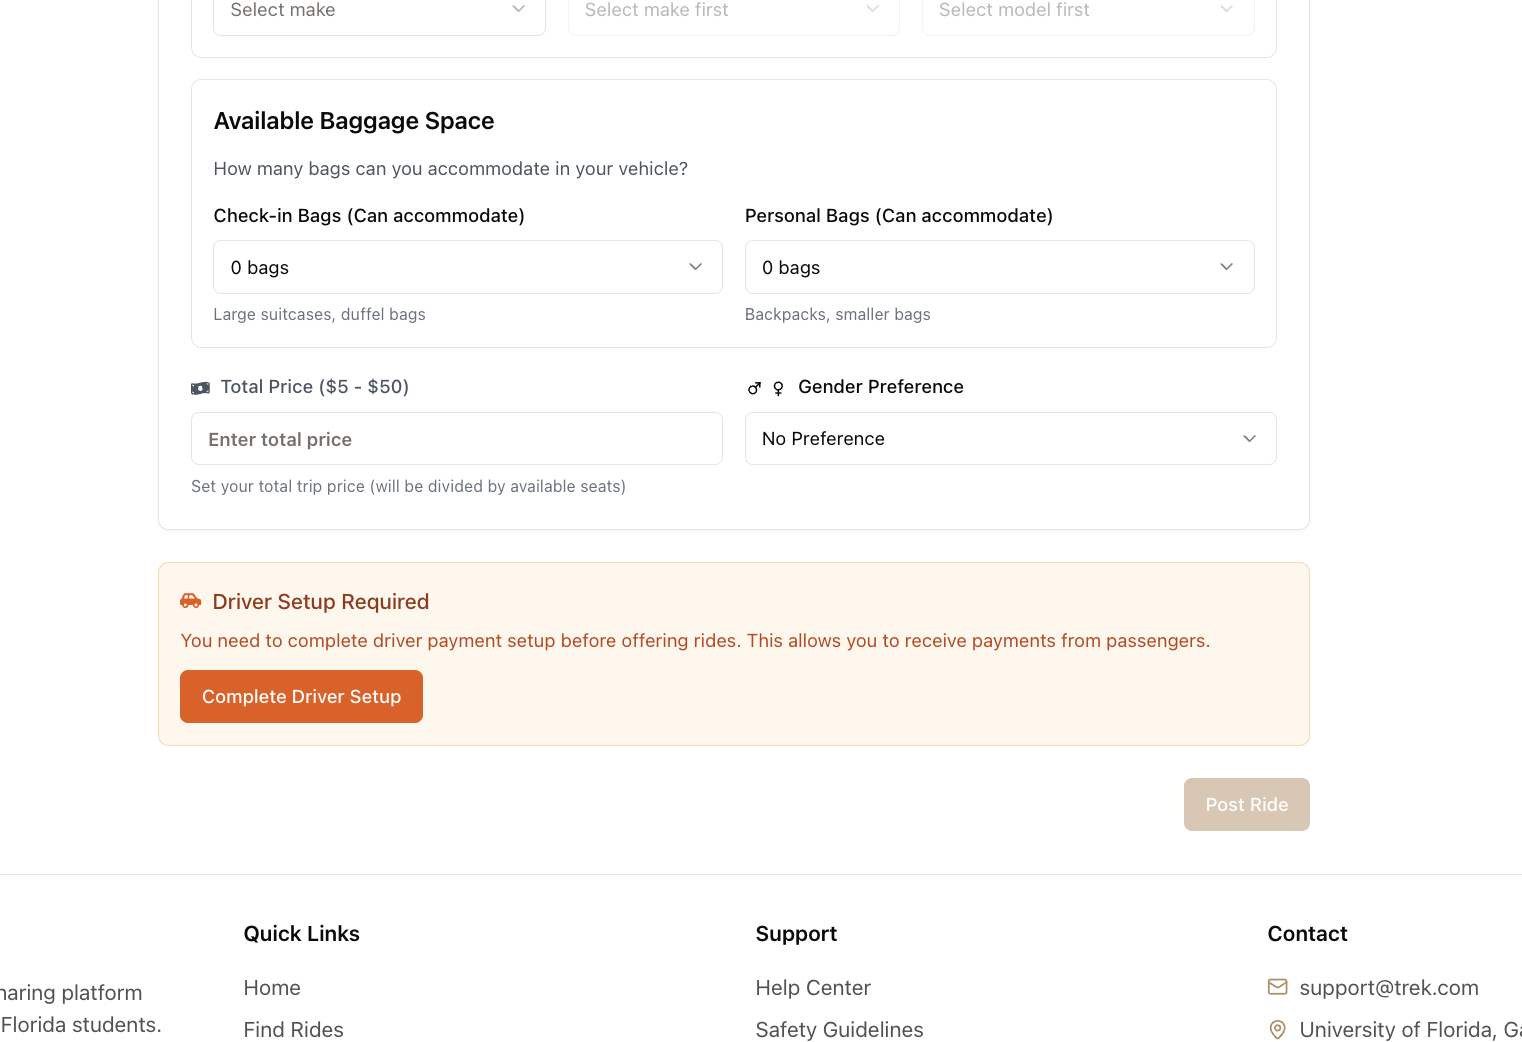 Select make
Select make first
Select model first
Available Baggage Space
How many bags can you accommodate in your vehicle?
Check-in Bags (Can accommodate)
0 bags
Large suitcases, duffel bags
Personal Bags (Can accommodate)
0 bags
Backpacks, smaller bags
Total Price ($5 - $50)
Enter total price
Set your total trip price (will be divided by available seats)
Gender Preference
No Preference
Driver Setup Required
You need to complete driver payment setup before offering rides. This allows you to receive payments from passengers.
Complete Driver Setup
Post Ride
platform
Florida students.
Quick Links
Home
Find Rides
Support
Help Center
Safety Guidelines
Contact
support@trek.com
University of Florida,